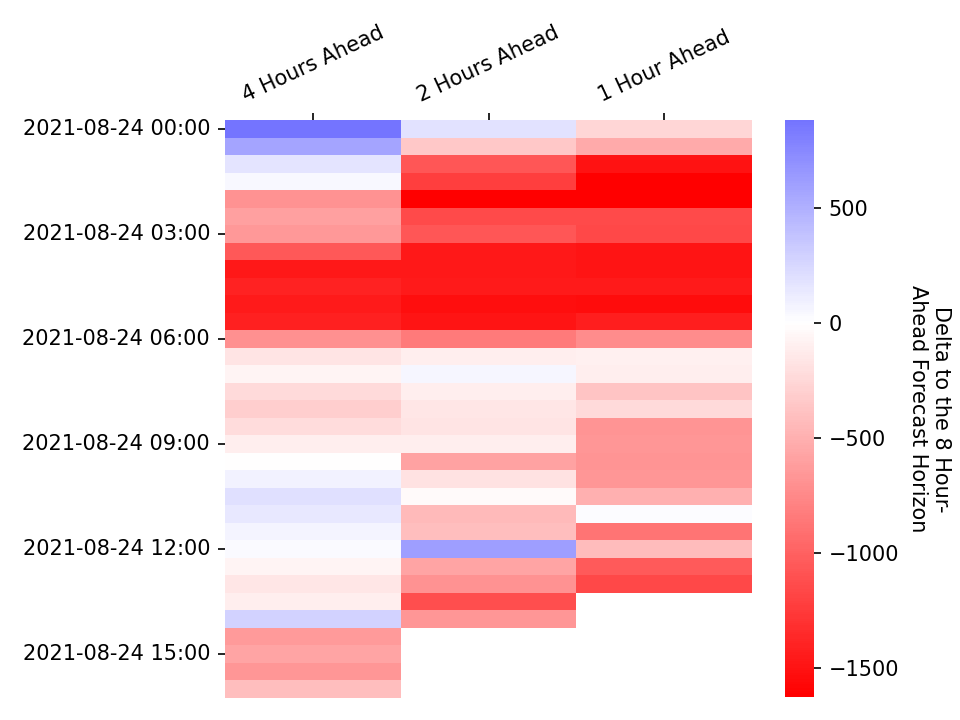 4 Hours Ahead
2 Hours Ahead
1 Hour Ahead
2021-08-24 00:00
2021-08-24 03:00
2021-08-24 06:00
2021-08-24 09:00
2021-08-24 12:00
2021-08-24 15:00
500
0
−500
−1000
−1500
Delta to the 8 Hour-
Ahead Forecast Horizon